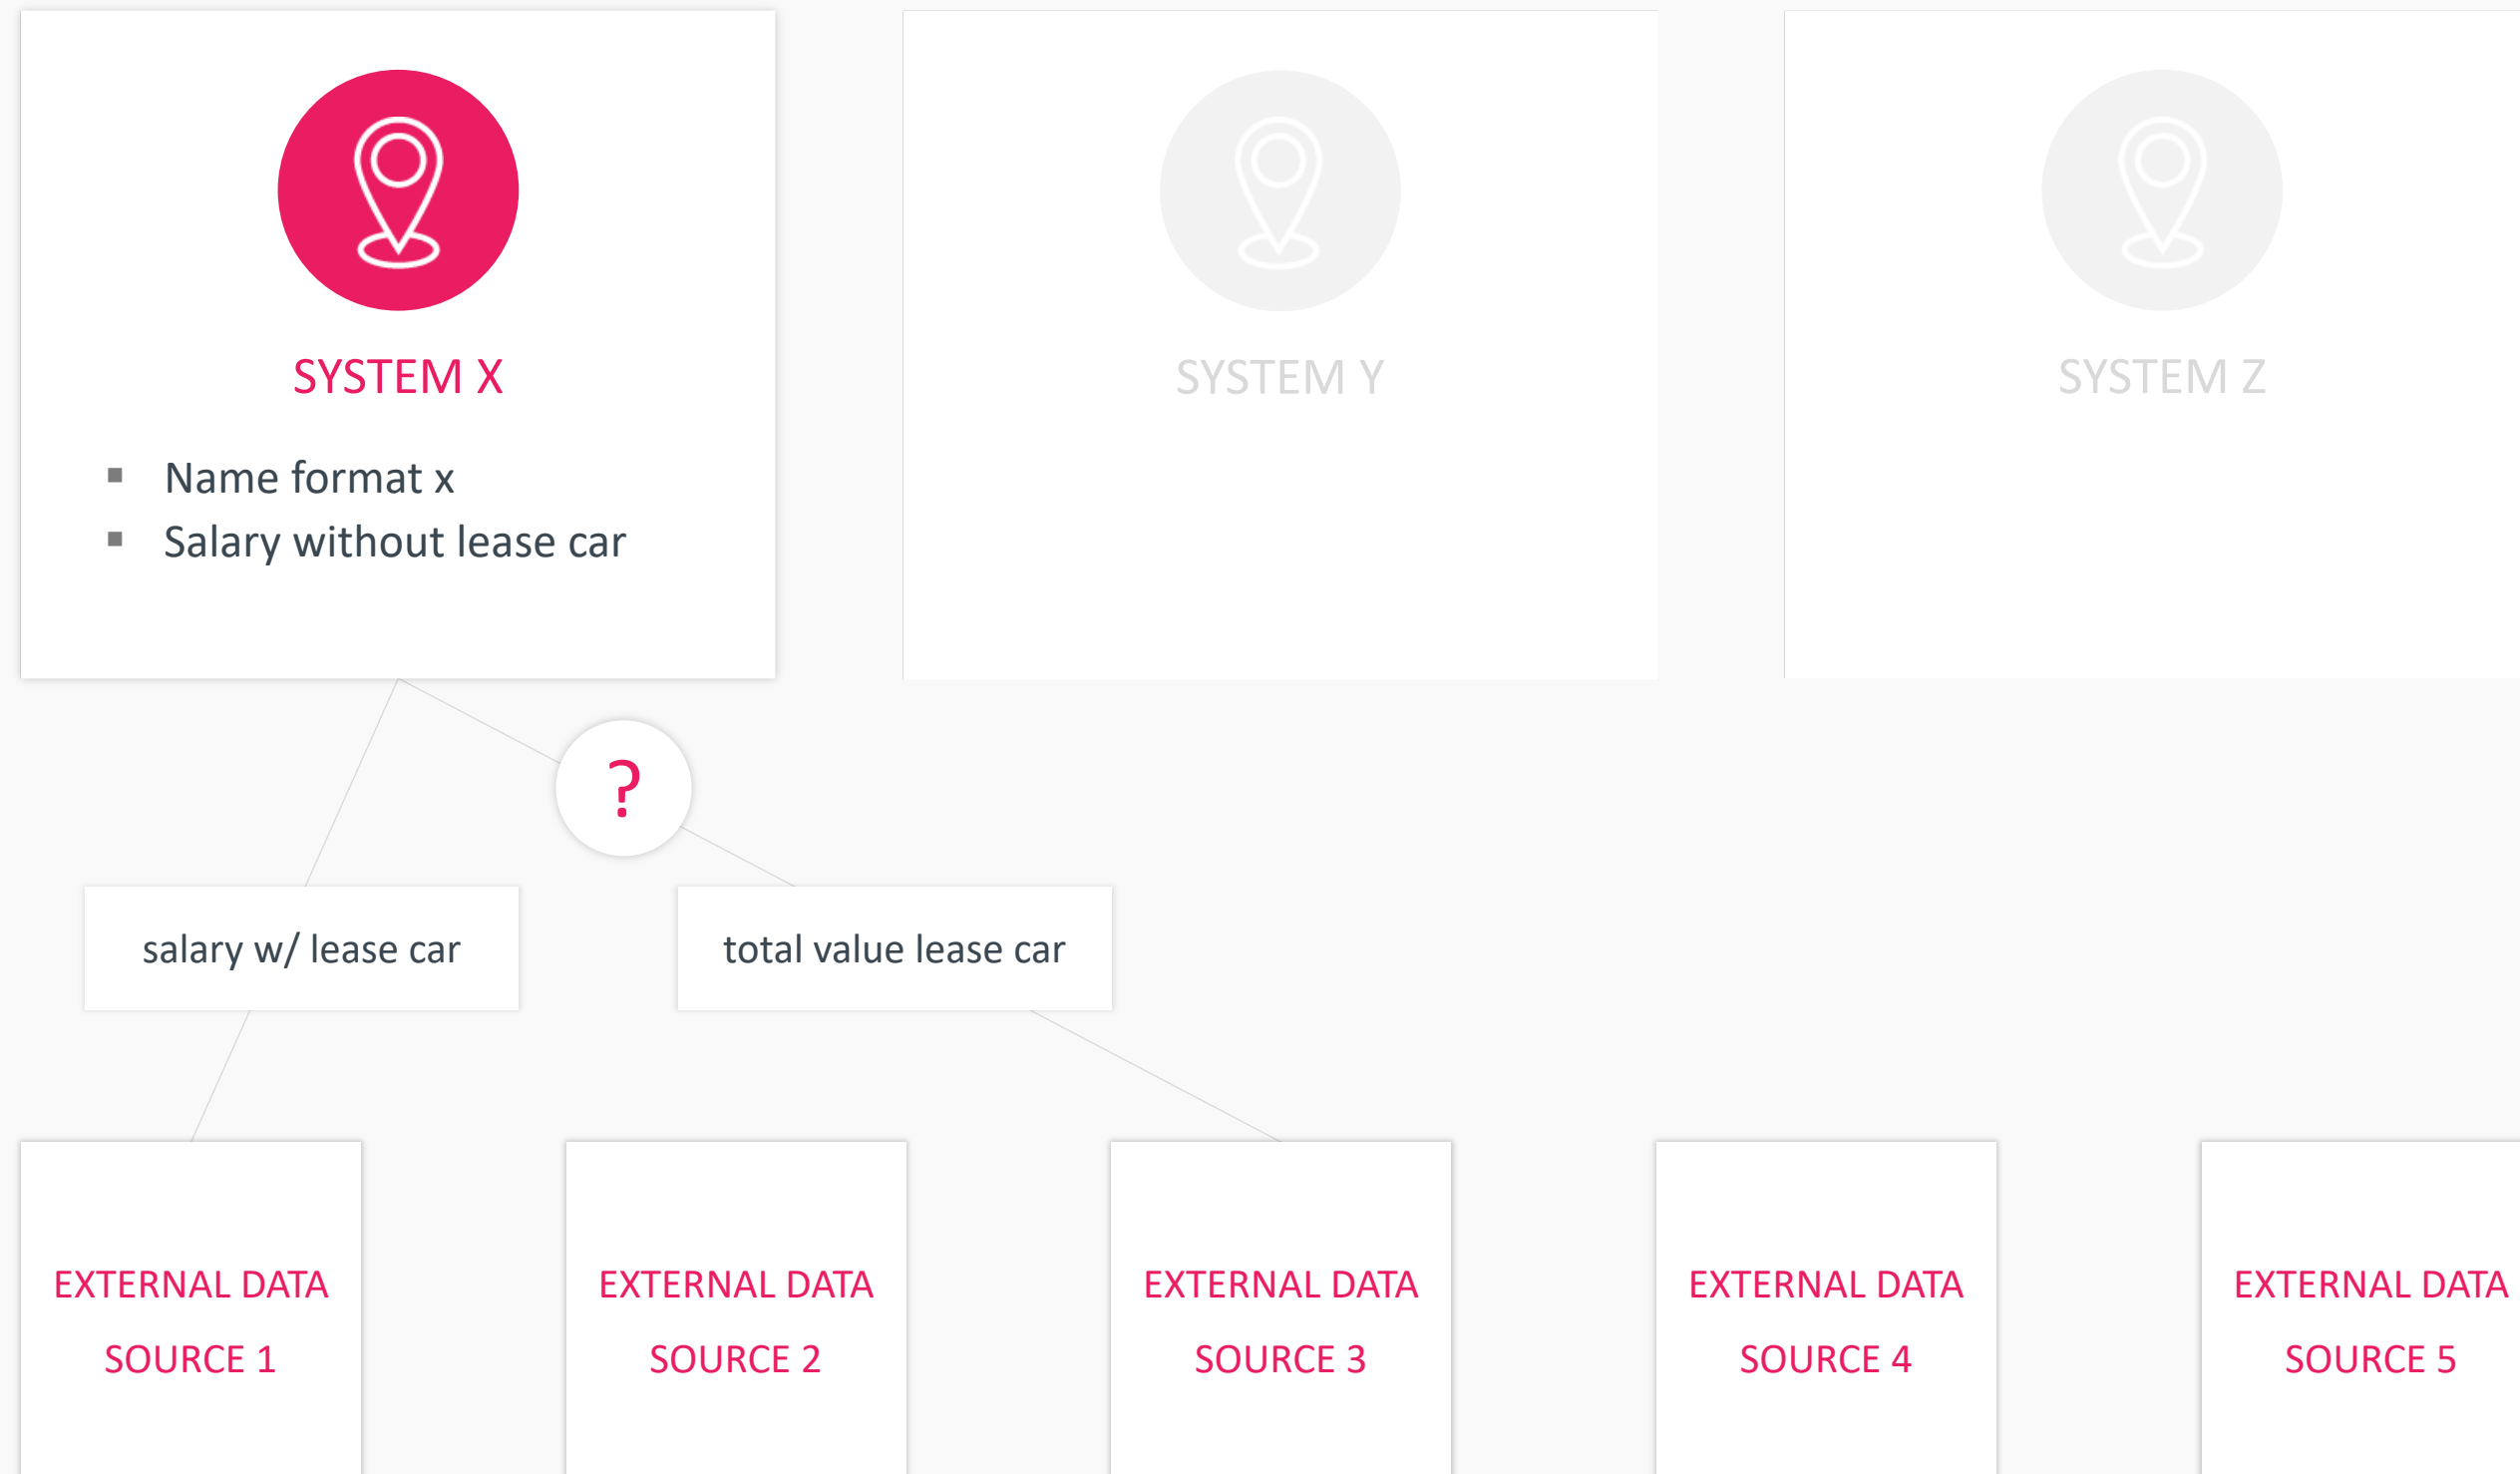 SYSTEM X
SYSTEM Y
SYSTEM Z
Name format x
Salary without lease car
?
salary w/ lease car
total value lease car
EXTERNAL DATA
SOURCE 1
EXTERNAL DATA
SOURCE 2
EXTERNAL DATA
SOURCE 3
EXTERNAL DATA
SOURCE 4
EXTERNAL DATA
SOURCE 5